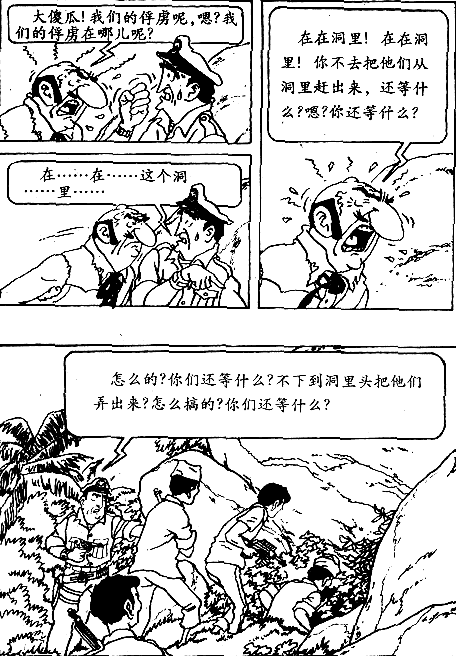 大傻瓜!我们的俘虏呢,嗯?我
们的俘虏在哪儿呢?
在……在……这个洞
……里……
在在洞里!在在洞
里!你不去把他们从
洞里赶出来,还等什
么?嗯?你还等什么?
怎么的?你们还等什么?不下到洞里头把他们
弄出来?怎么搞的?你们还等什么?